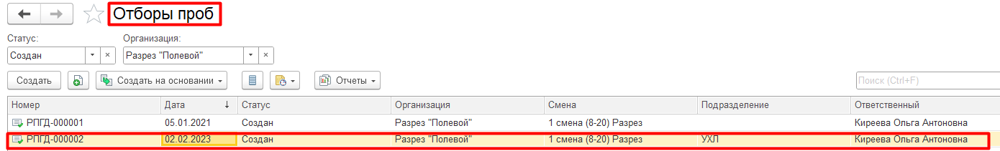 Отборы проб
Статус: Организация:
Создан Разрез "Полевой"
Создать Создать на основании Отчеты Поиск (Ctrl+F)
Номер Дата Статус Организация Смена Подразделение Ответственный
РПГД-000001 05.01.2021 Создан Разрез "Полевой" 1 смена (8-20) Разрез Киреева Ольга Антоновна
РПГД-000002 02.02.2023 Создан Разрез "Полевой" 1 смена (8-20) Разрез УХЛ Киреева Ольга Антоновна